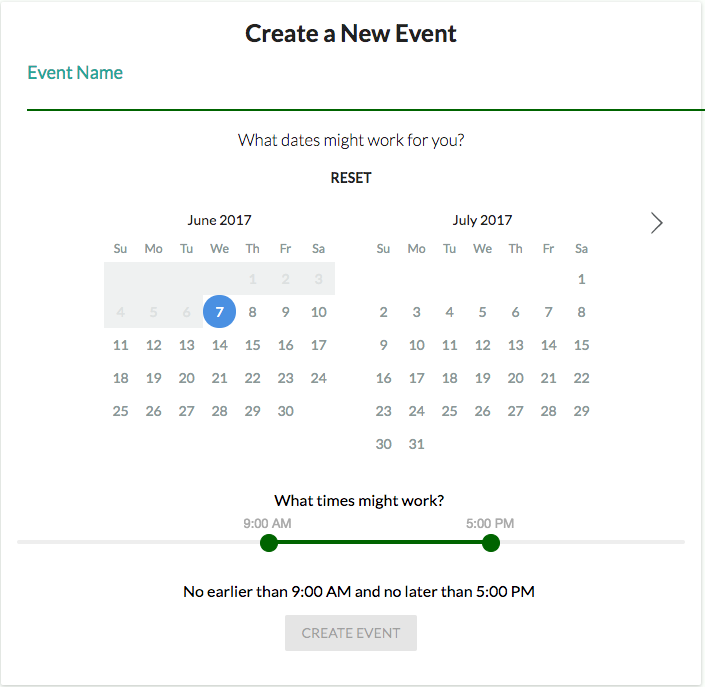 Create a New Event
Event Name
What dates might work for you?
RESET
June 2017 July 2017
Su Mo Tu We Th Fr Sa Su Mo Tu We Th Fr Sa
1 2 3 1
4 5 6 7 8 9 10 2 3 4 5 6 7 8
11 12 13 14 15 16 17 9 10 11 12 13 14 15
18 19 20 21 22 23 24 16 17 18 19 20 21 22
25 26 27 28 29 30 23 24 25 26 27 28 29
30 31
What times might work?
9:00 AM 5:00 PM
No earlier than 9:00 AM and no later than 5:00 PM
CREATE EVENT